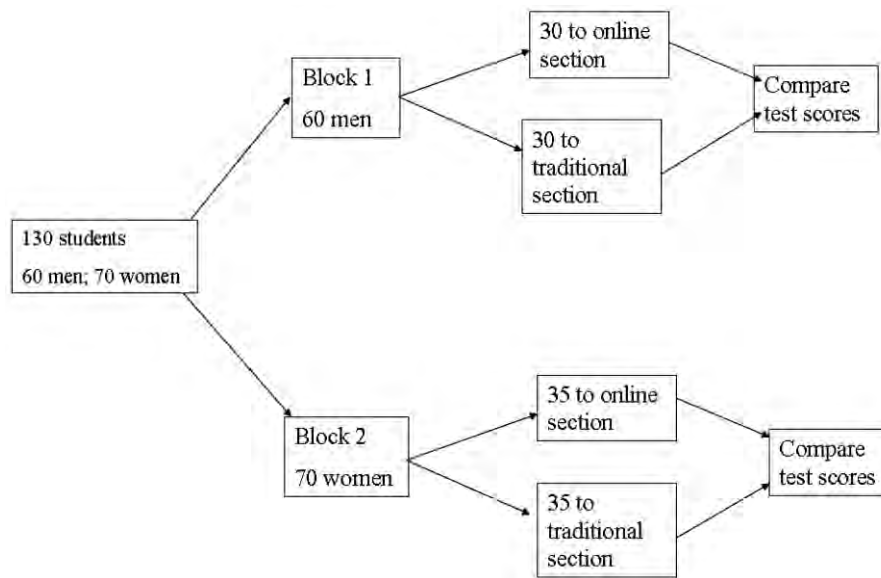 130 students
60 men; 70 women
Block 1
60 men
30 to online
section
30 to
traditional
section
Compare
test scores
Block 2
70 women
35 to online
section
35 to
traditional
section
Compare
test scores